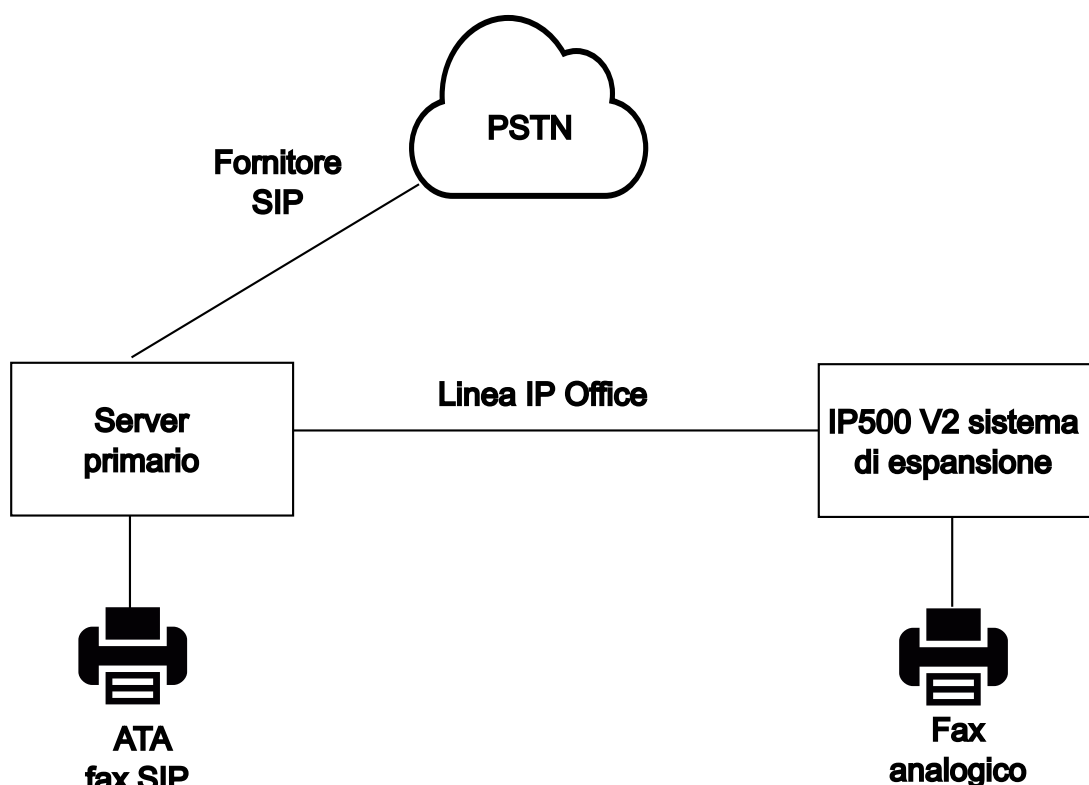 PSTN
Fornitore
SIP
Linea IP Office
Server
primario
IP500 V2 sistema
di espansione
ATA
fax SIP
Fax
analogico